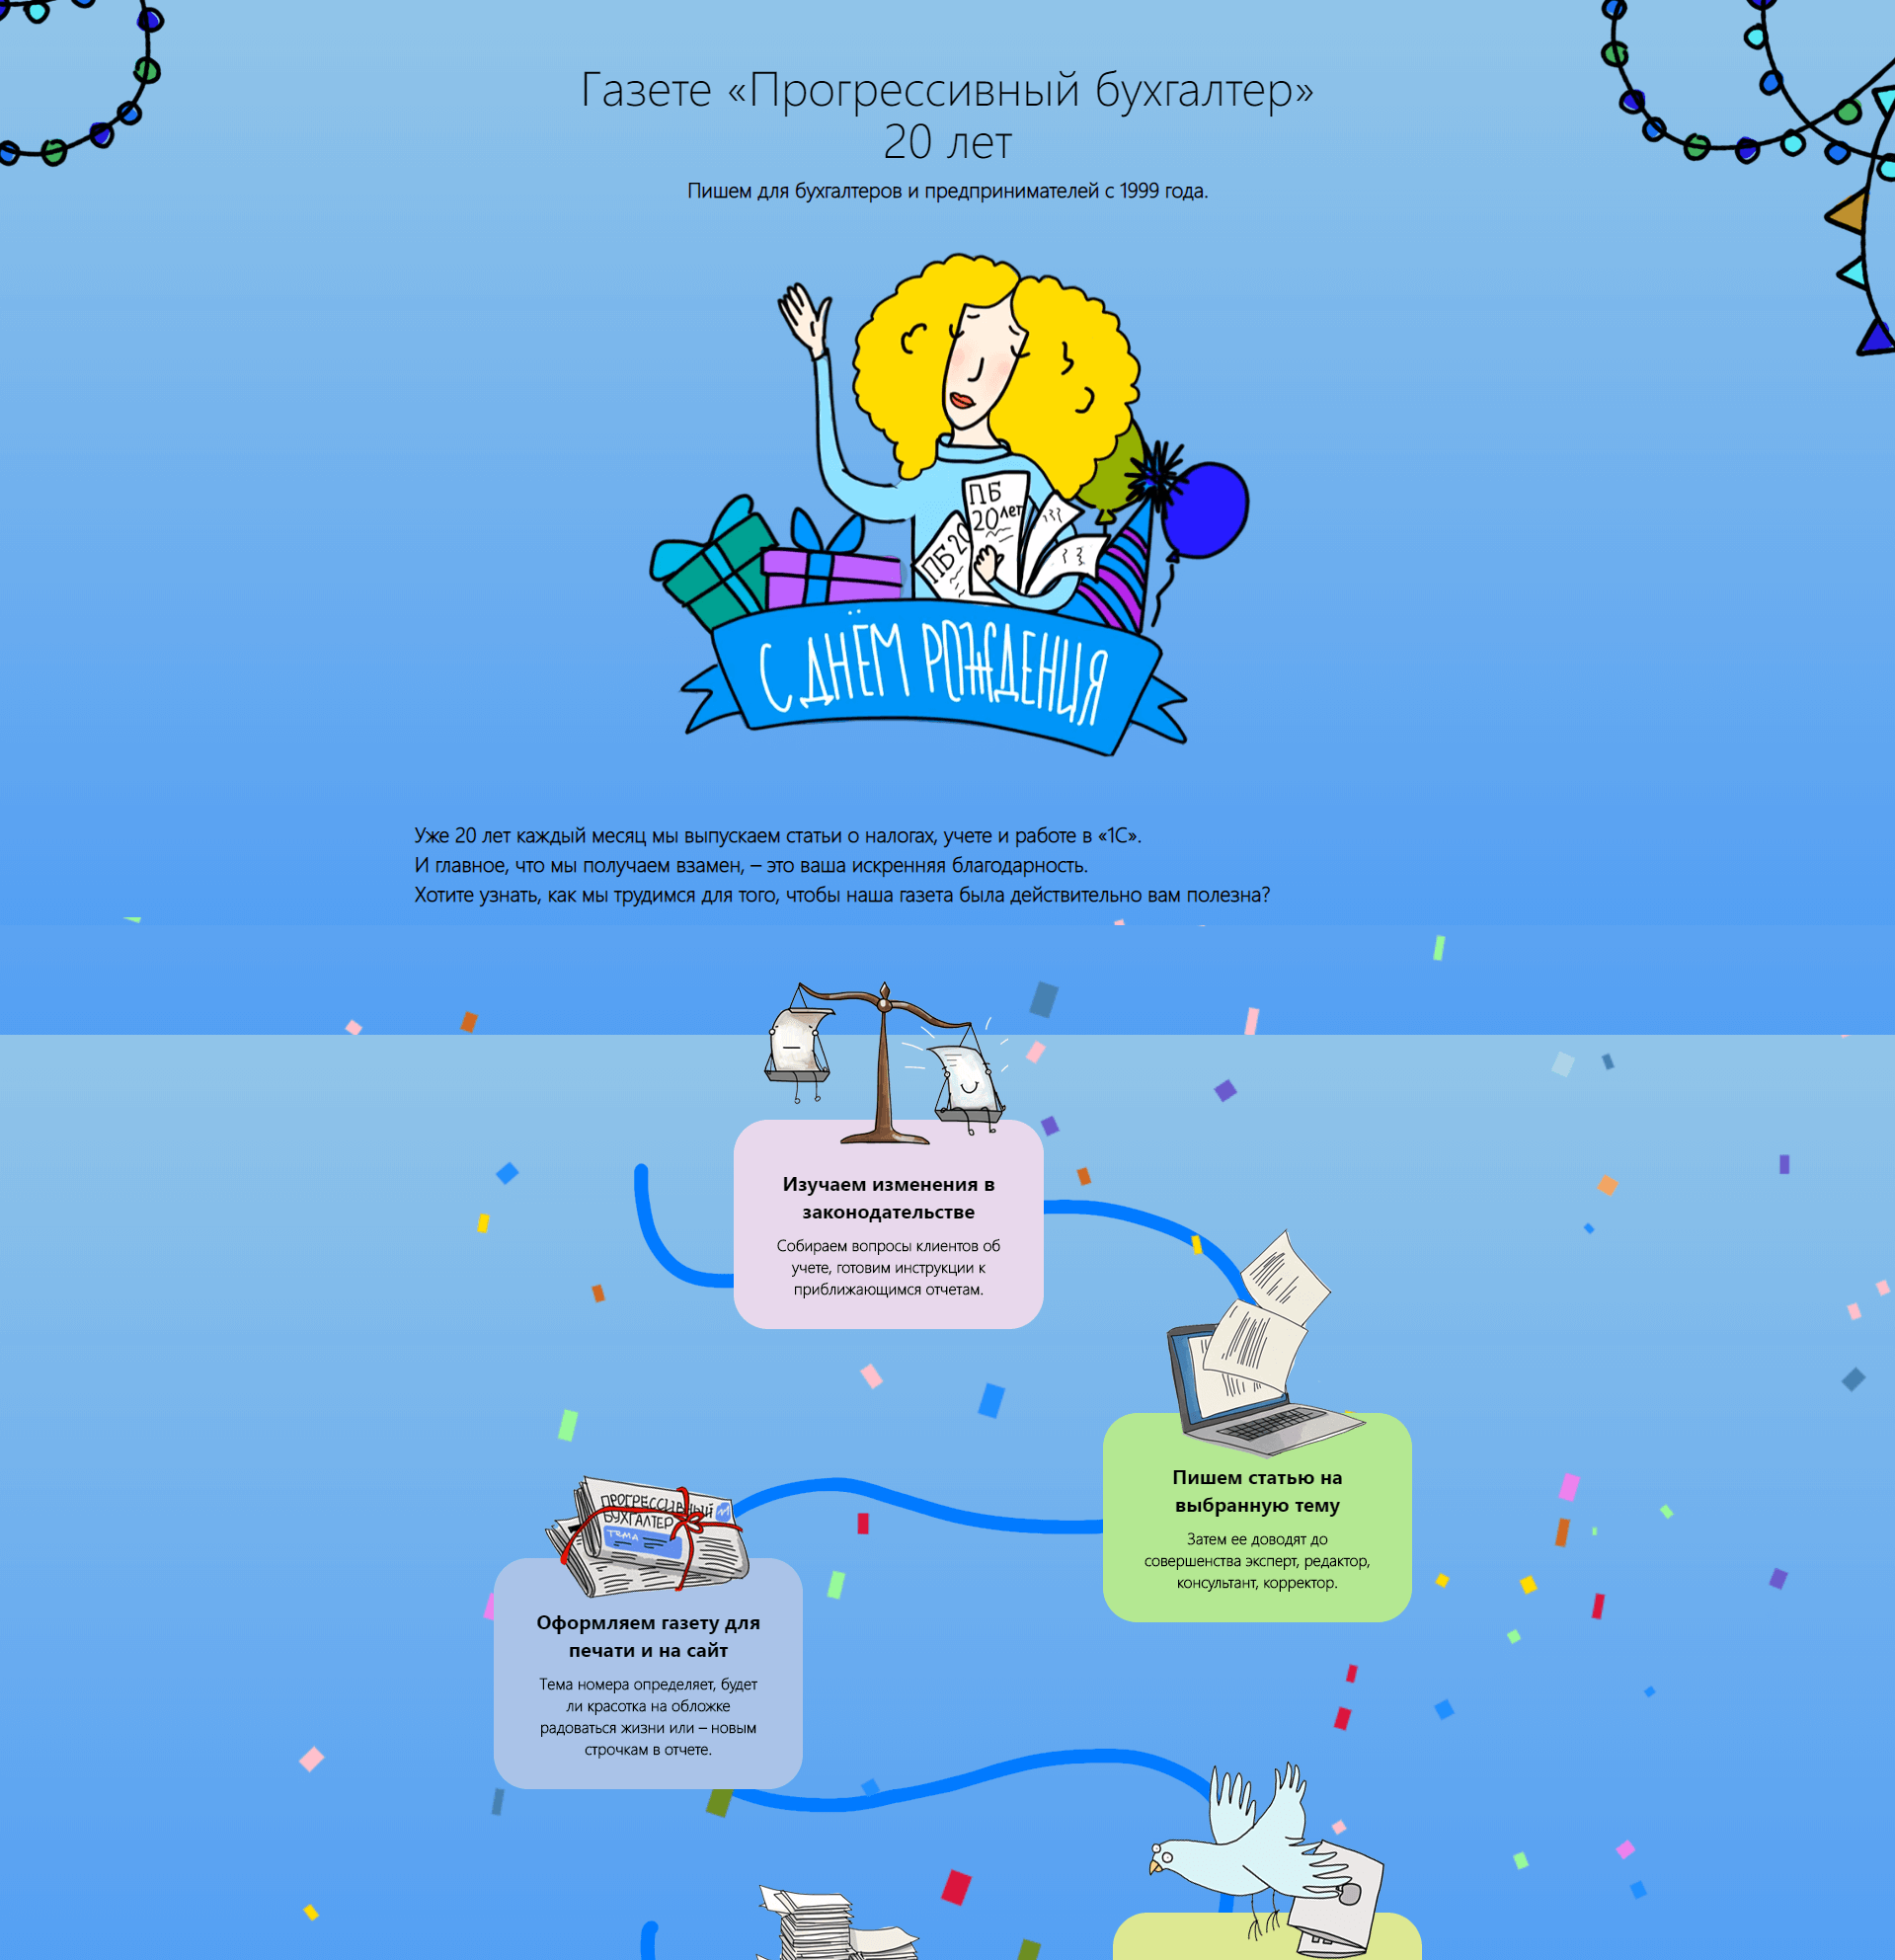 Газете «Прогрессивный бухгалтер»
20 лет
Пишем для бухгалтеров и предпринимателей с 1999 года.
ПБ
20 лет
ПБ 20
С ДНЁМ РОЖДЕНИЯ
Уже 20 лет каждый месяц мы выпускаем статьи о налогах, учете и работе в «1С».
И главное, что мы получаем взамен, – это ваша искренняя благодарность.
Хотите узнать, как мы трудимся для того, чтобы наша газета была действительно вам полезна?
Изучаем изменения в
законодательстве
Собираем вопросы клиентов об
учете, готовим инструкции к
приближающимся отчетам.
Пишем статью на
выбранную тему
Затем ее доводят до
совершенства эксперт, редактор,
консультант, корректор.
ПРОГРЕССИВНЫЙ
БУХГАЛТЕР
ТЕМА
Оформляем газету для
печати и на сайт
Тема номера определяет, будет
ли красотка на обложке
радоваться жизни или – новым
строчкам в отчете.